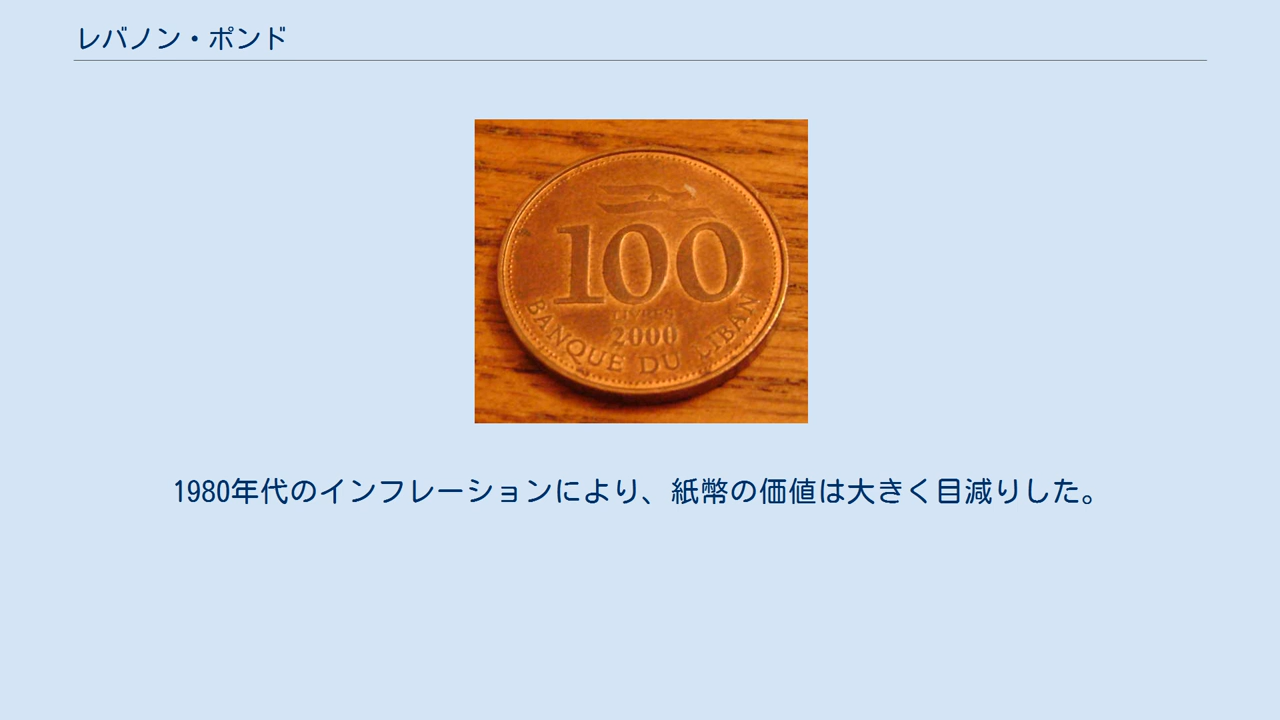 レバノン・ポンド
100
LIVRES
2000
BANQUE DU LIBAN
1980年代のインフレーションにより、紙幣の価値は大きく目減りした。